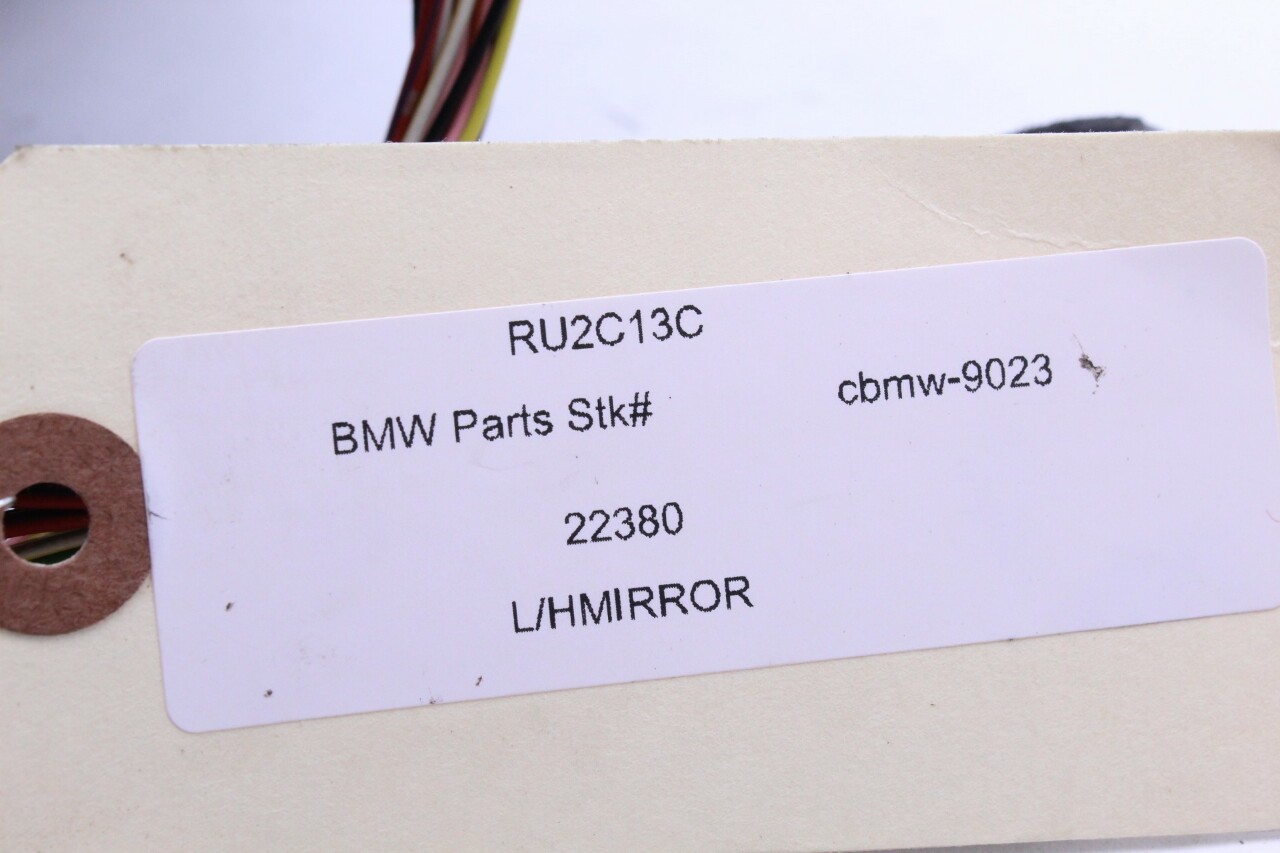 RU2C13C
BMW Parts Stk# cbmw-9023
22380
L/HMIRROR